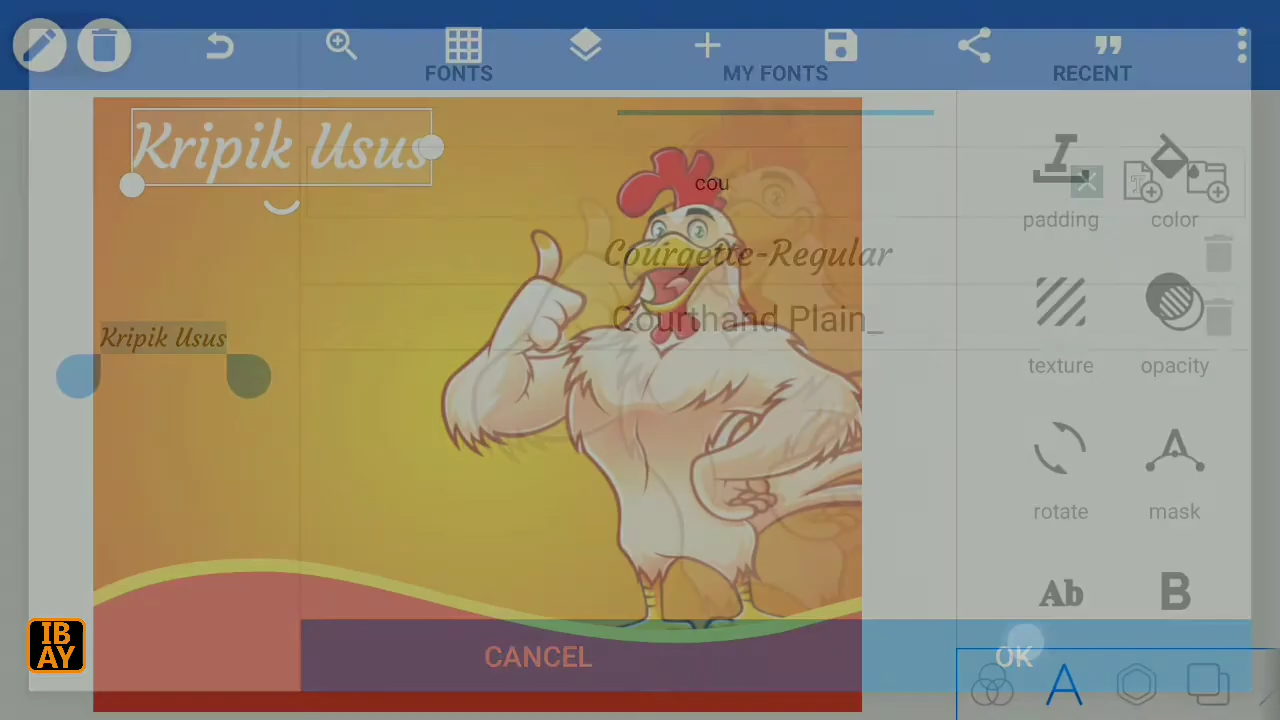 FONTS MY FONTS RECENT
Kripik Usus
cou
padding color
Courgette-Regular
Kripik Usus
Courthand Plain_
texture opacity
rotate mask
Ab B
IB
AY
CANCEL OK
A